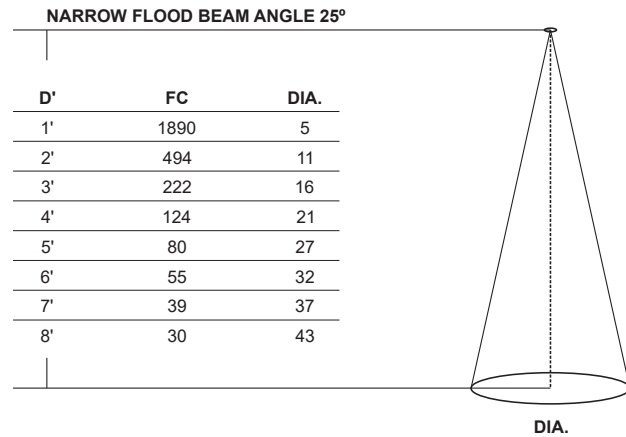 NARROW FLOOD BEAM ANGLE 25º
D' FC DIA.
1' 1890 5
2' 494 11
3' 222 16
4' 124 21
5' 80 27
6' 55 32
7' 39 37
8' 30 43
DIA.